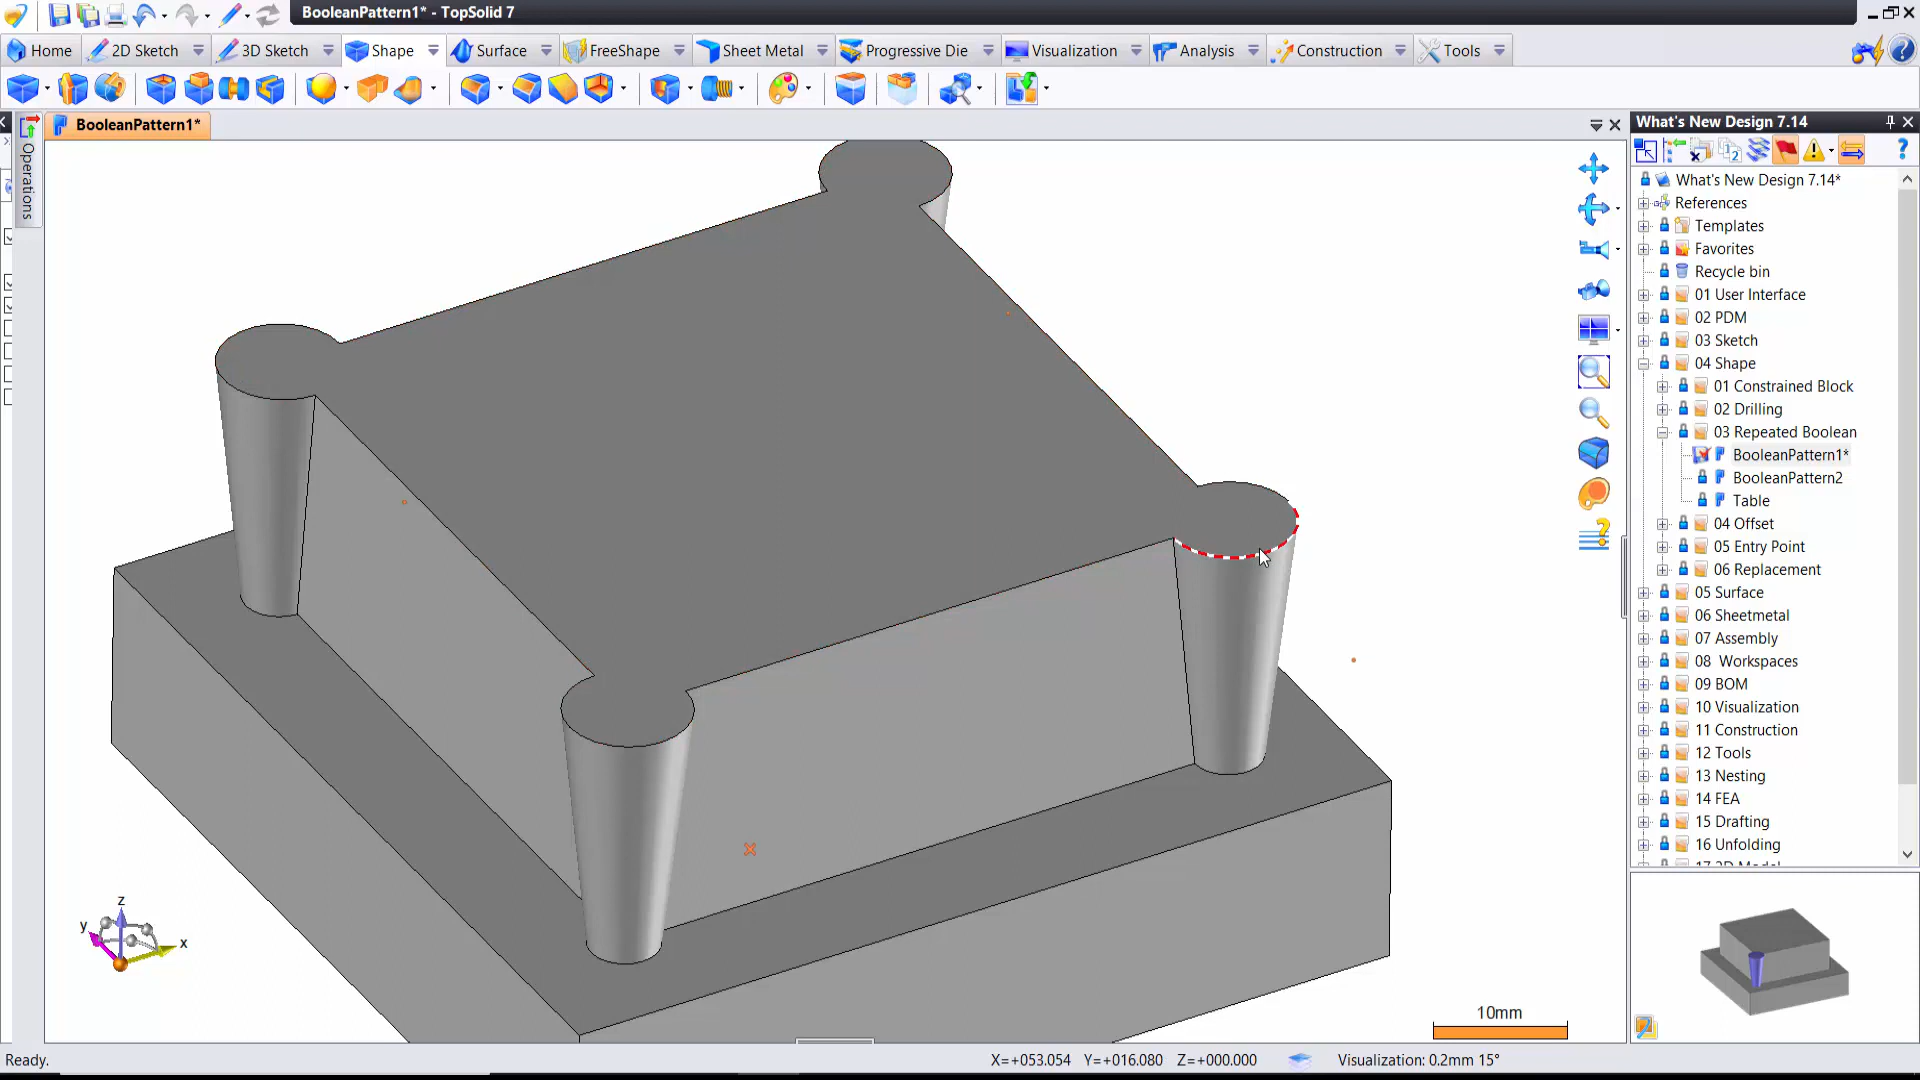 BooleanPattern1* - TopSolid 7
Home
2D Sketch
3D Sketch
Shape
Surface
FreeShape
Sheet Metal
Progressive Die
Visualization
Analysis
Construction
Tools
BooleanPattern1*
Operations
What's New Design 7.14
What's New Design 7.14*
References
Templates
Favorites
Recycle bin
01 User Interface
02 PDM
03 Sketch
04 Shape
01 Constrained Block
02 Drilling
03 Repeated Boolean
BooleanPattern1*
BooleanPattern2
Table
04 Offset
05 Entry Point
06 Replacement
05 Surface
06 Sheetmetal
07 Assembly
08 Workspaces
09 BOM
10 Visualization
11 Construction
12 Tools
13 Nesting
14 FEA
15 Drafting
16 Unfolding
z
y
x
10mm
Ready.
X=+053.054 Y=+016.080 Z=+000.000
Visualization: 0.2mm 15°